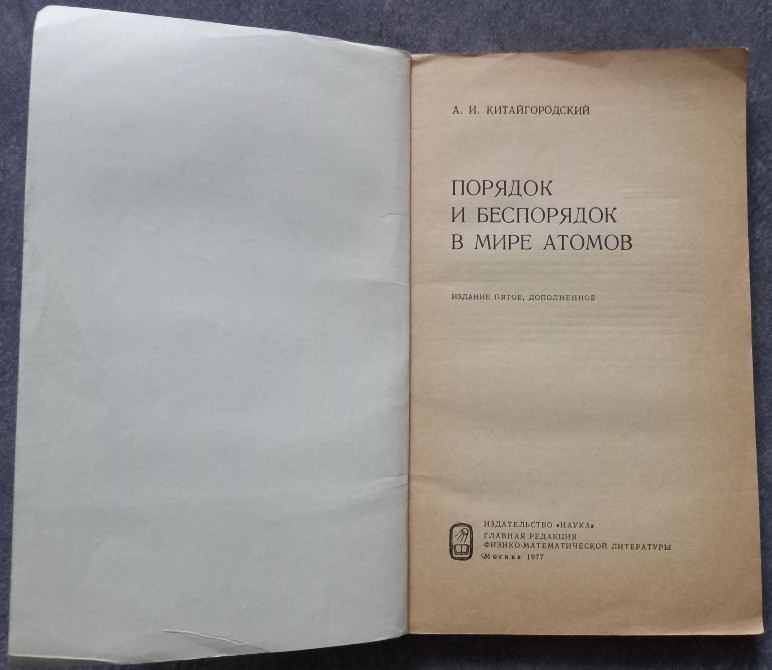 А. И. КИТАЙГОРОДСКИЙ
ПОРЯДОК
И БЕСПОРЯДОК
В МИРЕ АТОМОВ
ИЗДАНИЕ ПЯТОЕ, ДОПОЛНЕННОЕ
ИЗДАТЕЛЬСТВО «НАУКА»
ГЛАВНАЯ РЕДАКЦИЯ
ФИЗИКО-МАТЕМАТИЧЕСКОЙ ЛИТЕРАТУРЫ
Москва 1977